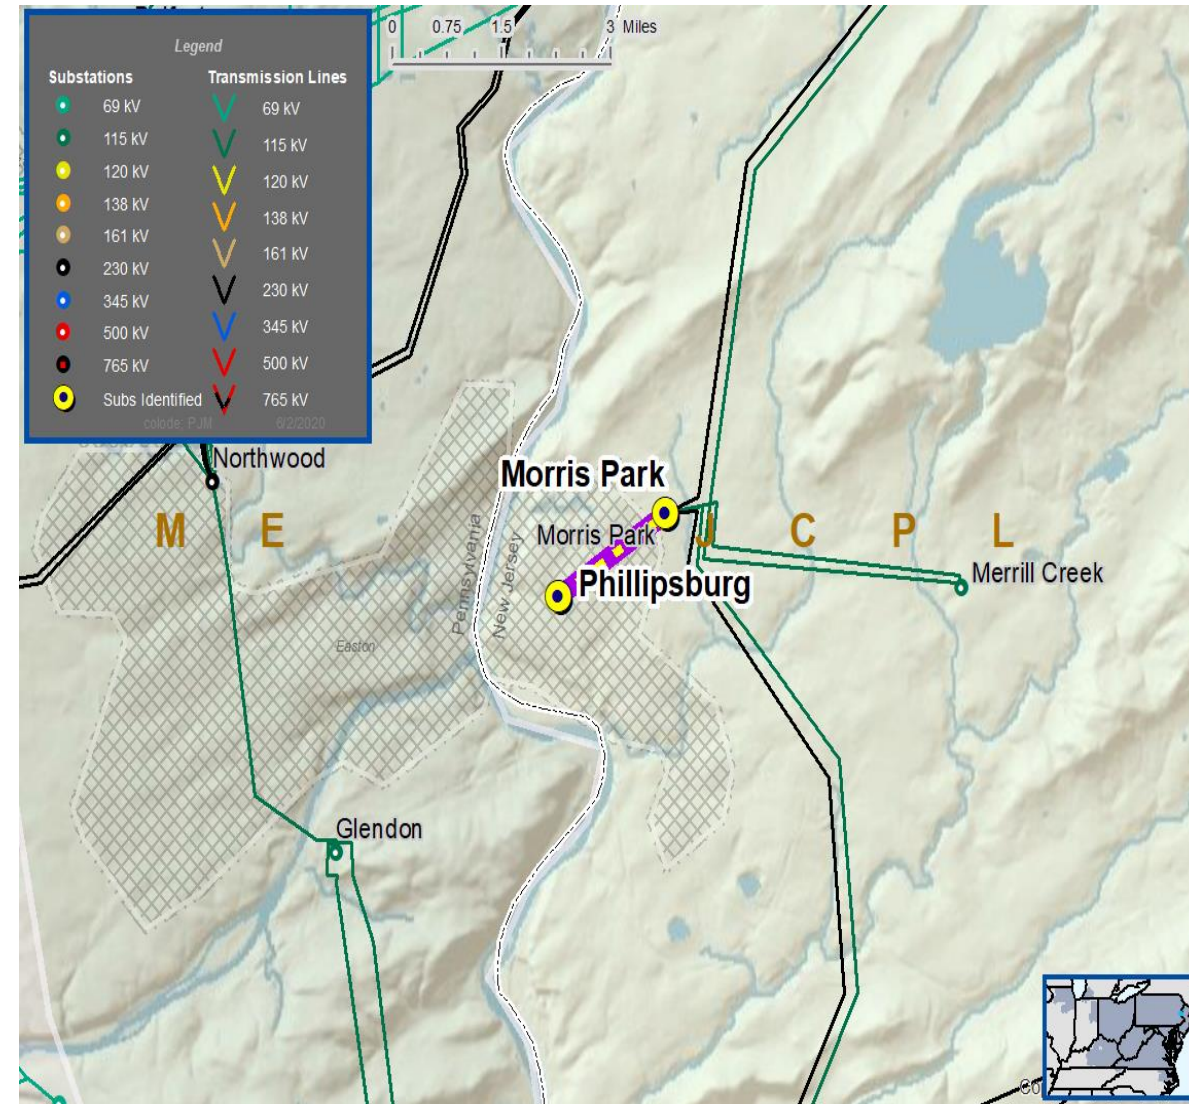 0 0.75 1.5 3 Miles
Legend
Substations Transmission Lines
69 kV 69 kV
115 kV 115 kV
120 kV 120 kV
138 kV 138 kV
161 kV 161 kV
230 kV 230 kV
345 kV 345 kV
500 kV 500 kV
765 kV 765 kV
Subs Identified
colode: PJM 6/2/2020
Northwood
Morris Park
Morris Park
M E J C P L
Merrill Creek
Phillipsburg
Pennsylvania
New Jersey
Easton
Glendon